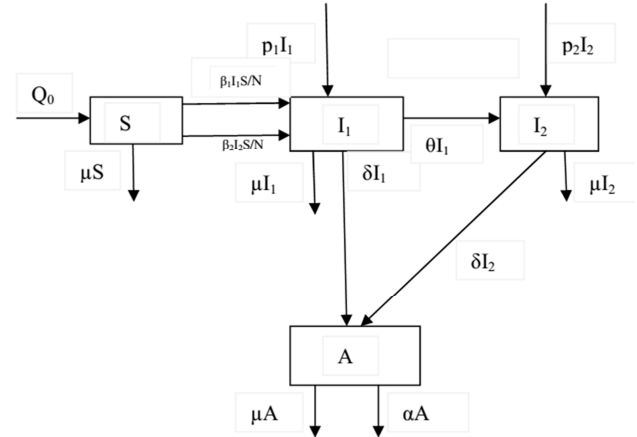 p₁I₁
p₂I₂
Q₀
β₁I₁S/N
S
I₁
I₂
β₂I₂S/N
θI₁
μS
μI₁
δI₁
μI₂
δI₂
A
μA
αA